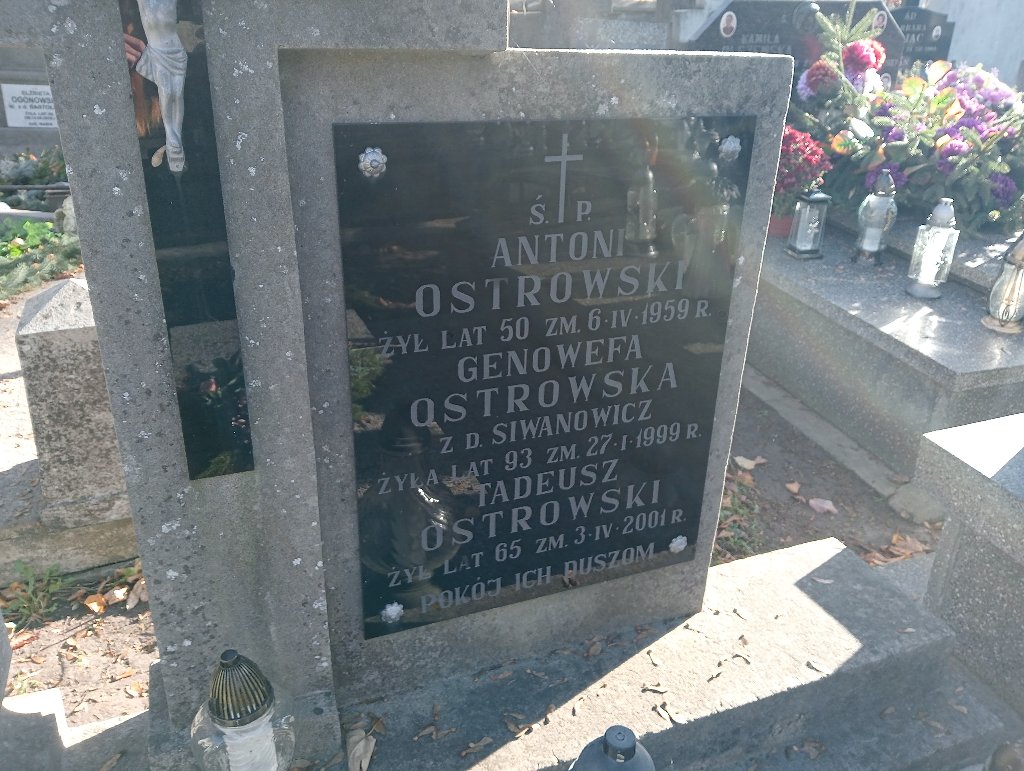 Ś. P.
ANTONI
OSTROWSKI
ŻYŁ LAT 50 ZM. 6·IV·1959 R.
GENOWEFA
OSTROWSKA
Z D. SIWANOWICZ
ŻYŁA LAT 93 ZM. 27·I·1999 R.
TADEUSZ
OSTROWSKI
ŻYŁ LAT 65 ZM. 3·IV·2001 R.
POKÓJ ICH DUSZOM
ELŻBIETA